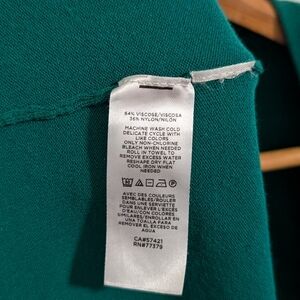 64% VISCOSE/VISCOSA
36% NYLON/NILÓN
MACHINE WASH COLD
DELICATE CYCLE WITH
LIKE COLORS
ONLY NON-CHLORINE
BLEACH WHEN NEEDED
ROLL IN TOWEL TO
REMOVE EXCESS WATER
RESHAPE DRY FLAT
COOL IRON WHEN
NEEDED
AVEC DES COULEURS
SEMBLABLES/ROULER
DANS UNE SERVIETTE
POUR ENLEVER L'EXCÈS
D'EAU/CON COLORES
SIMILARES/ENROLLAR EN
UNA TOALLA PARA
REMOVER EL EXCESO DE
AGUA
CA#57421
RN#77379